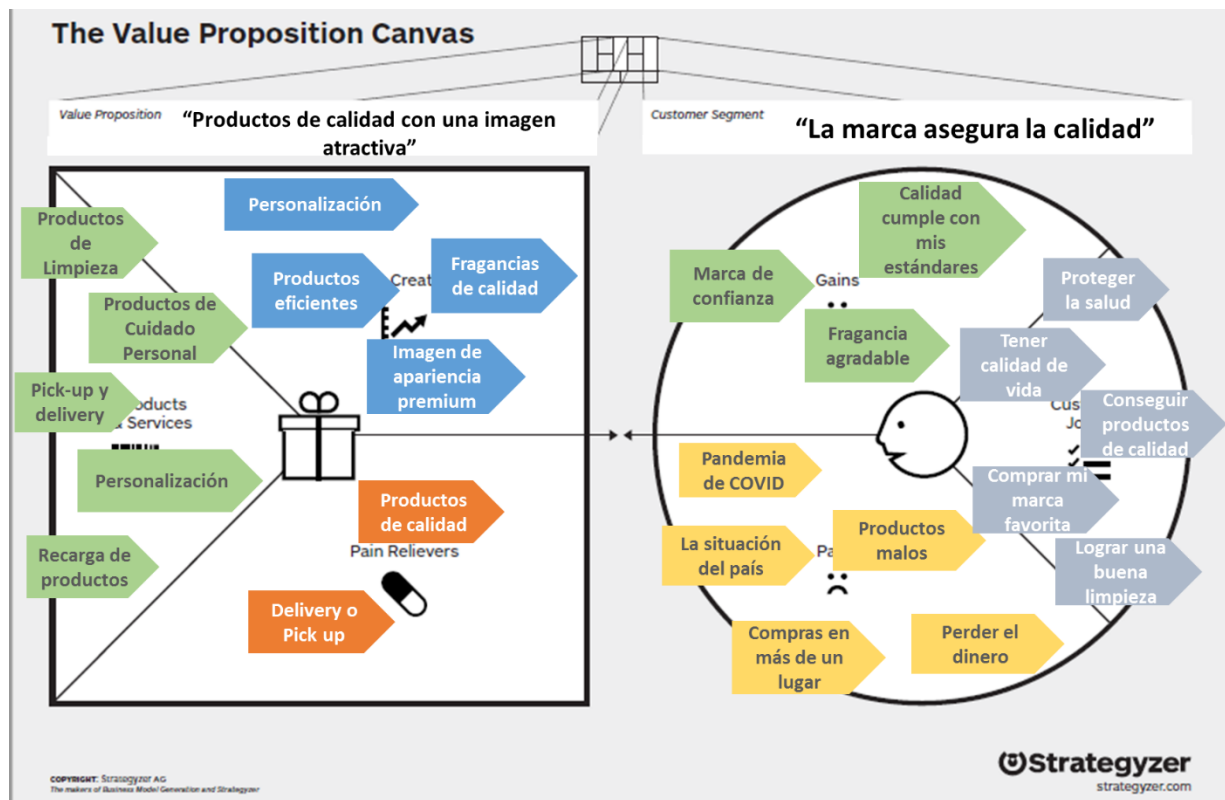 The Value Proposition Canvas
Value Proposition
“Productos de calidad con una imagen
atractiva”
Customer Segment
“La marca asegura la calidad”
Personalización
Productos
de
Limpieza
Productos
eficientes
Creat
Fragancias
de calidad
Productos de
Cuidado
Personal
Imagen de
apariencia
premium
Pick-up y
delivery
oducts
& Services
Personalización
Productos
de calidad
Pain Relievers
Recarga de
productos
Delivery o
Pick up
Calidad
cumple con
mis
estándares
Marca de
confianza
Gains
Proteger
la salud
Fragancia
agradable
Tener
calidad de
vida
Cus
Jo
Conseguir
productos
de calidad
Pandemia
de COVID
Comprar mi
marca
favorita
La situación
del país
Pa
Productos
malos
Lograr una
buena
limpieza
Compras en
más de un
lugar
Perder el
dinero
COPYRIGHT: Strategyzer AG
The makers of Business Model Generation and Strategyzer
Strategyzer
strategyzer.com